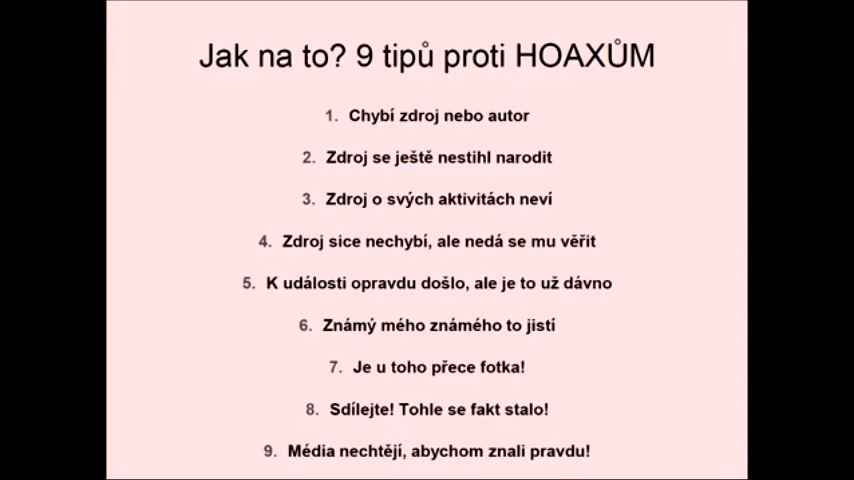 Jak na to? 9 tipů proti HOAXŮM
1. Chybí zdroj nebo autor
2. Zdroj se ještě nestihl narodit
3. Zdroj o svých aktivitách neví
4. Zdroj sice nechybí, ale nedá se mu věřit
5. K události opravdu došlo, ale je to už dávno
6. Známý mého známého to jistí
7. Je u toho přece fotka!
8. Sdílejte! Tohle se fakt stalo!
9. Média nechtějí, abychom znali pravdu!